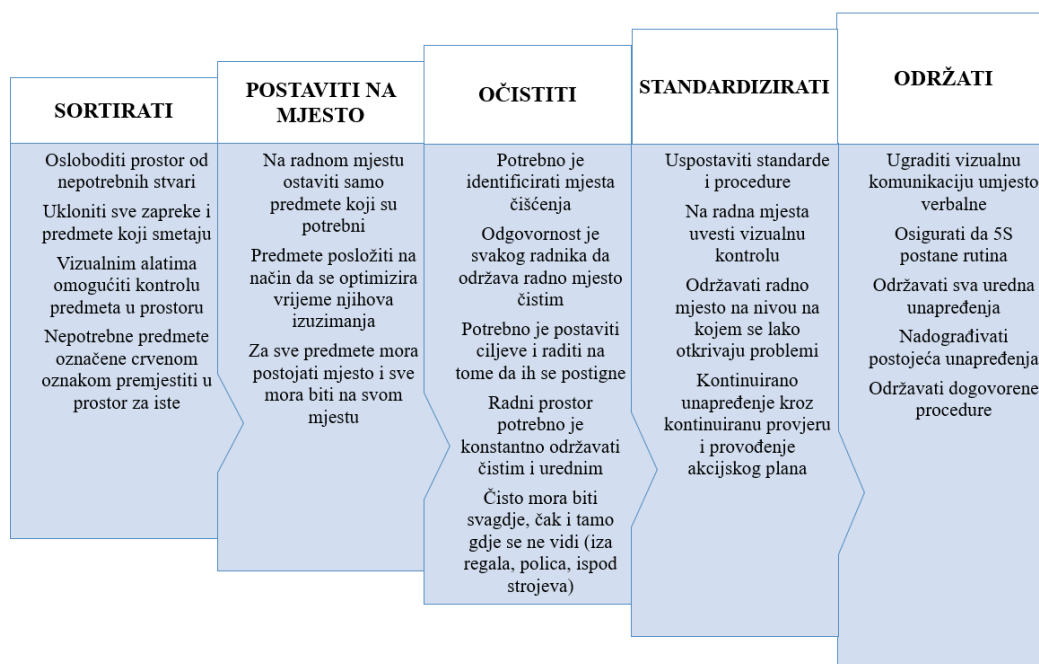 SORTIRATI
Osloboditi prostor od
nepotrebnih stvari
Ukloniti sve zapreke i
predmete koji smetaju
Vizualnim alatima
omogućiti kontrolu
predmeta u prostoru
Nepotrebne predmete
označene crvenom
oznakom premjestiti u
prostor za iste
POSTAVITI NA
MJESTO
Na radnom mjestu
ostaviti samo
predmete koji su
potrebni
Predmete posložiti na
način da se optimizira
vrijeme njihova
izuzimanja
Za sve predmete mora
postojati mjesto i sve
mora biti na svom
mjestu
OČISTITI
Potrebno je
identificirati mjesta
čišćenja
Odgovornost je
svakog radnika da
održava radno mjesto
čistim
Potrebno je postaviti
ciljeve i raditi na
tome da ih se postigne
Radni prostor
potrebno je
konstantno održavati
čistim i urednim
Čisto mora biti
svagdje, čak i tamo
gdje se ne vidi (iza
regala, polica, ispod
strojeva)
STANDARDIZIRATI
Uspostaviti standarde
i procedure
Na radna mjesta
uvesti vizualnu
kontrolu
Održavati radno
mjesto na nivou na
kojem se lako
otkrivaju problemi
Kontinuirano
unapređenje kroz
kontinuiranu provjeru
i provođenje
akcijskog plana
ODRŽATI
Ugraditi vizualnu
komunikaciju umjesto
verbalne
Osigurati da 5S
postane rutina
Održavati sva uredna
unapređenja
Nadograđivati
postojeća unapređenja
Održavati dogovorene
procedure